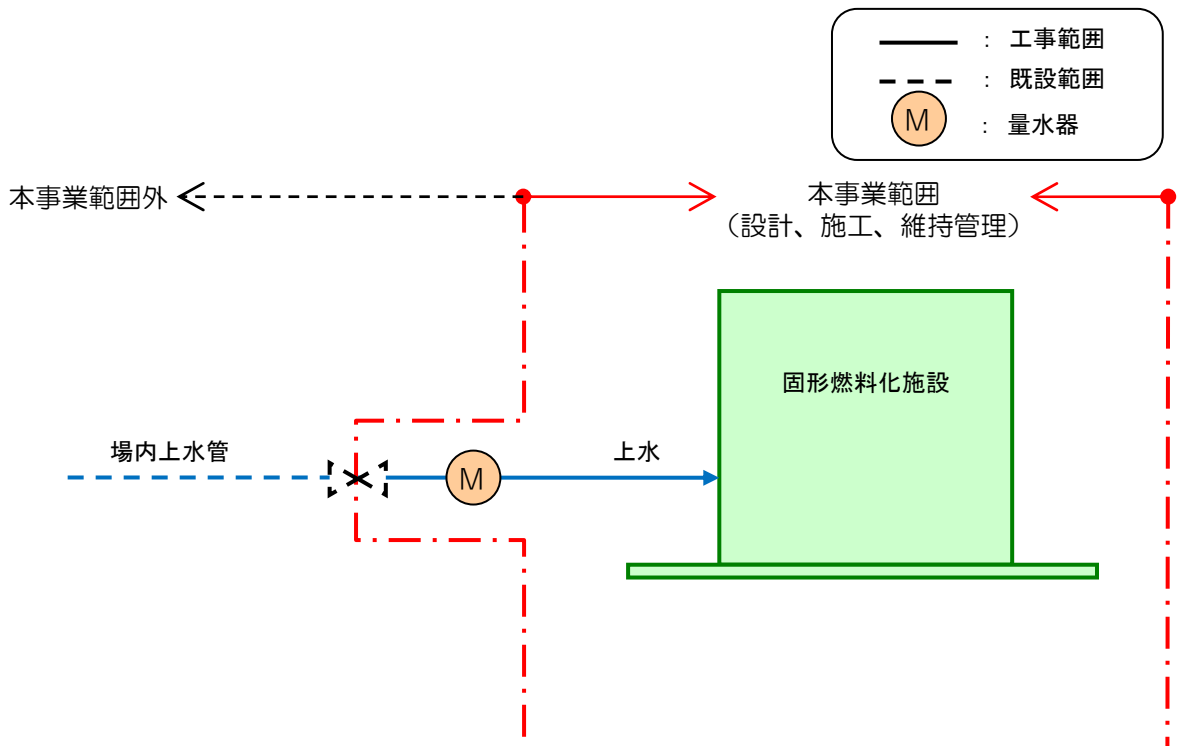 : 工事範囲
: 既設範囲
M : 量水器
本事業範囲外
本事業範囲
（設計、施工、維持管理）
固形燃料化施設
場内上水管
上水
M